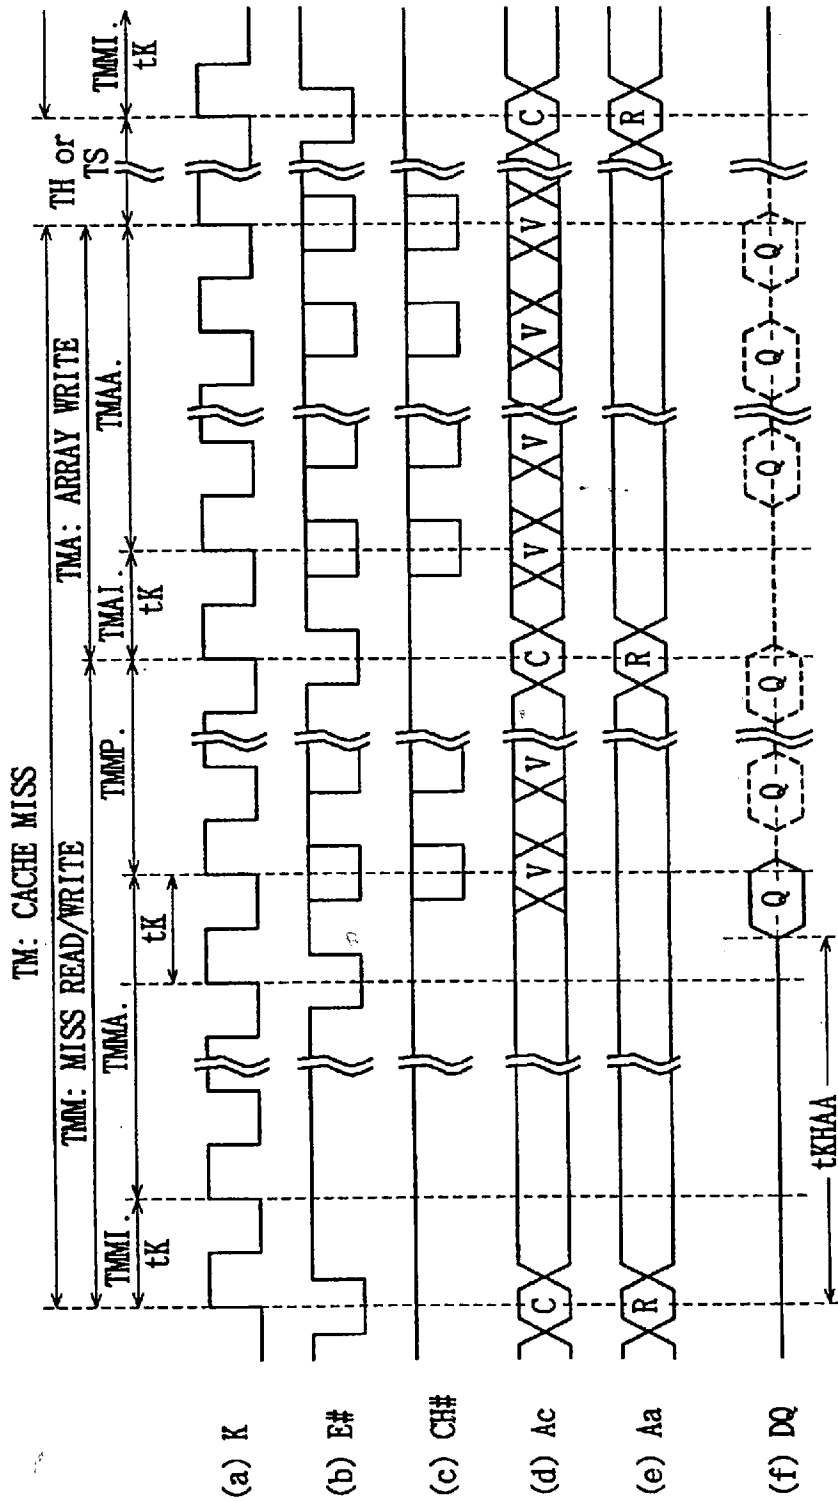 TM: CACHE MISS
TMM: MISS READ/WRITE
TMA: ARRAY WRITE
TMMI.
tK
TMMA.
tK
TMMP.
TMAI.
tK
TMAA.
TH or
TS
TMMI.
tK
(a) K
(b) E#
(c) CH#
(d) Ac
C
V
V
C
V
V
V
V
C
(e) Aa
R
R
R
(f) DQ
Q
Q
Q
Q
Q
Q
tKHAA